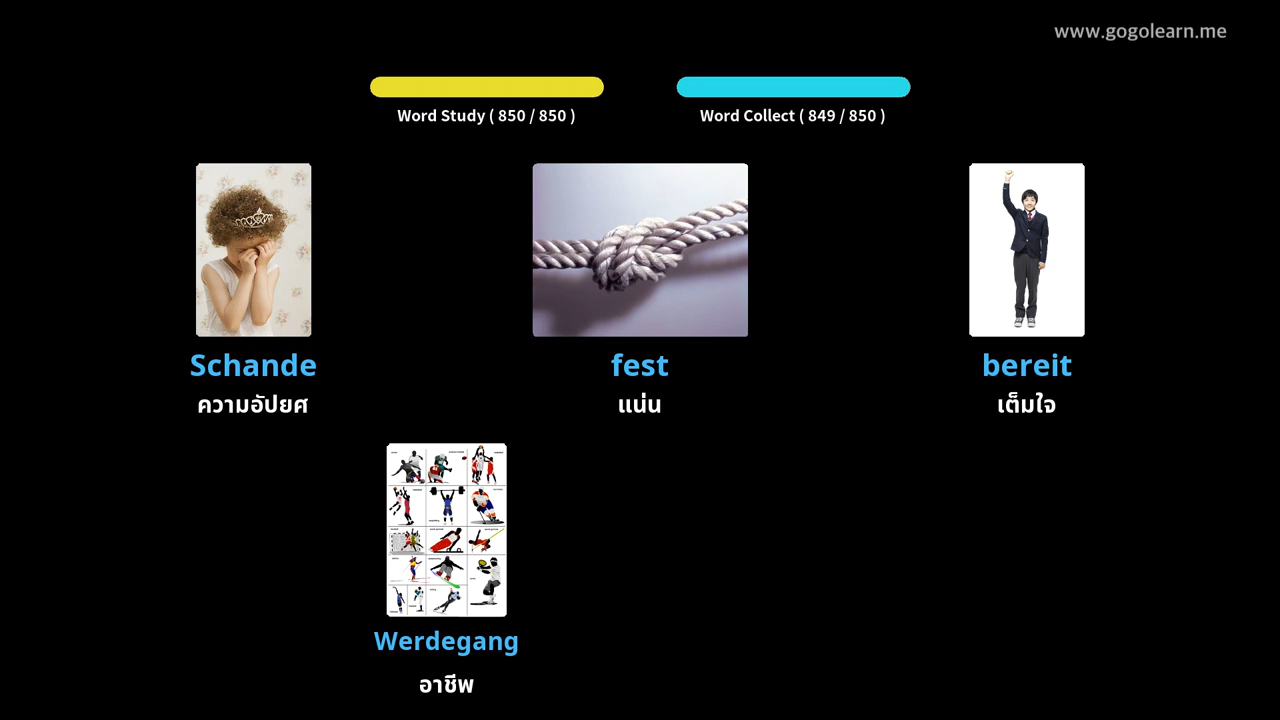 www.gogolearn.me
Word Study ( 850 / 850 )
Word Collect ( 849 / 850 )
Schande
fest
bereit
ความอัปยศ
แน่น
เต็มใจ
Werdegang
อาชีพ